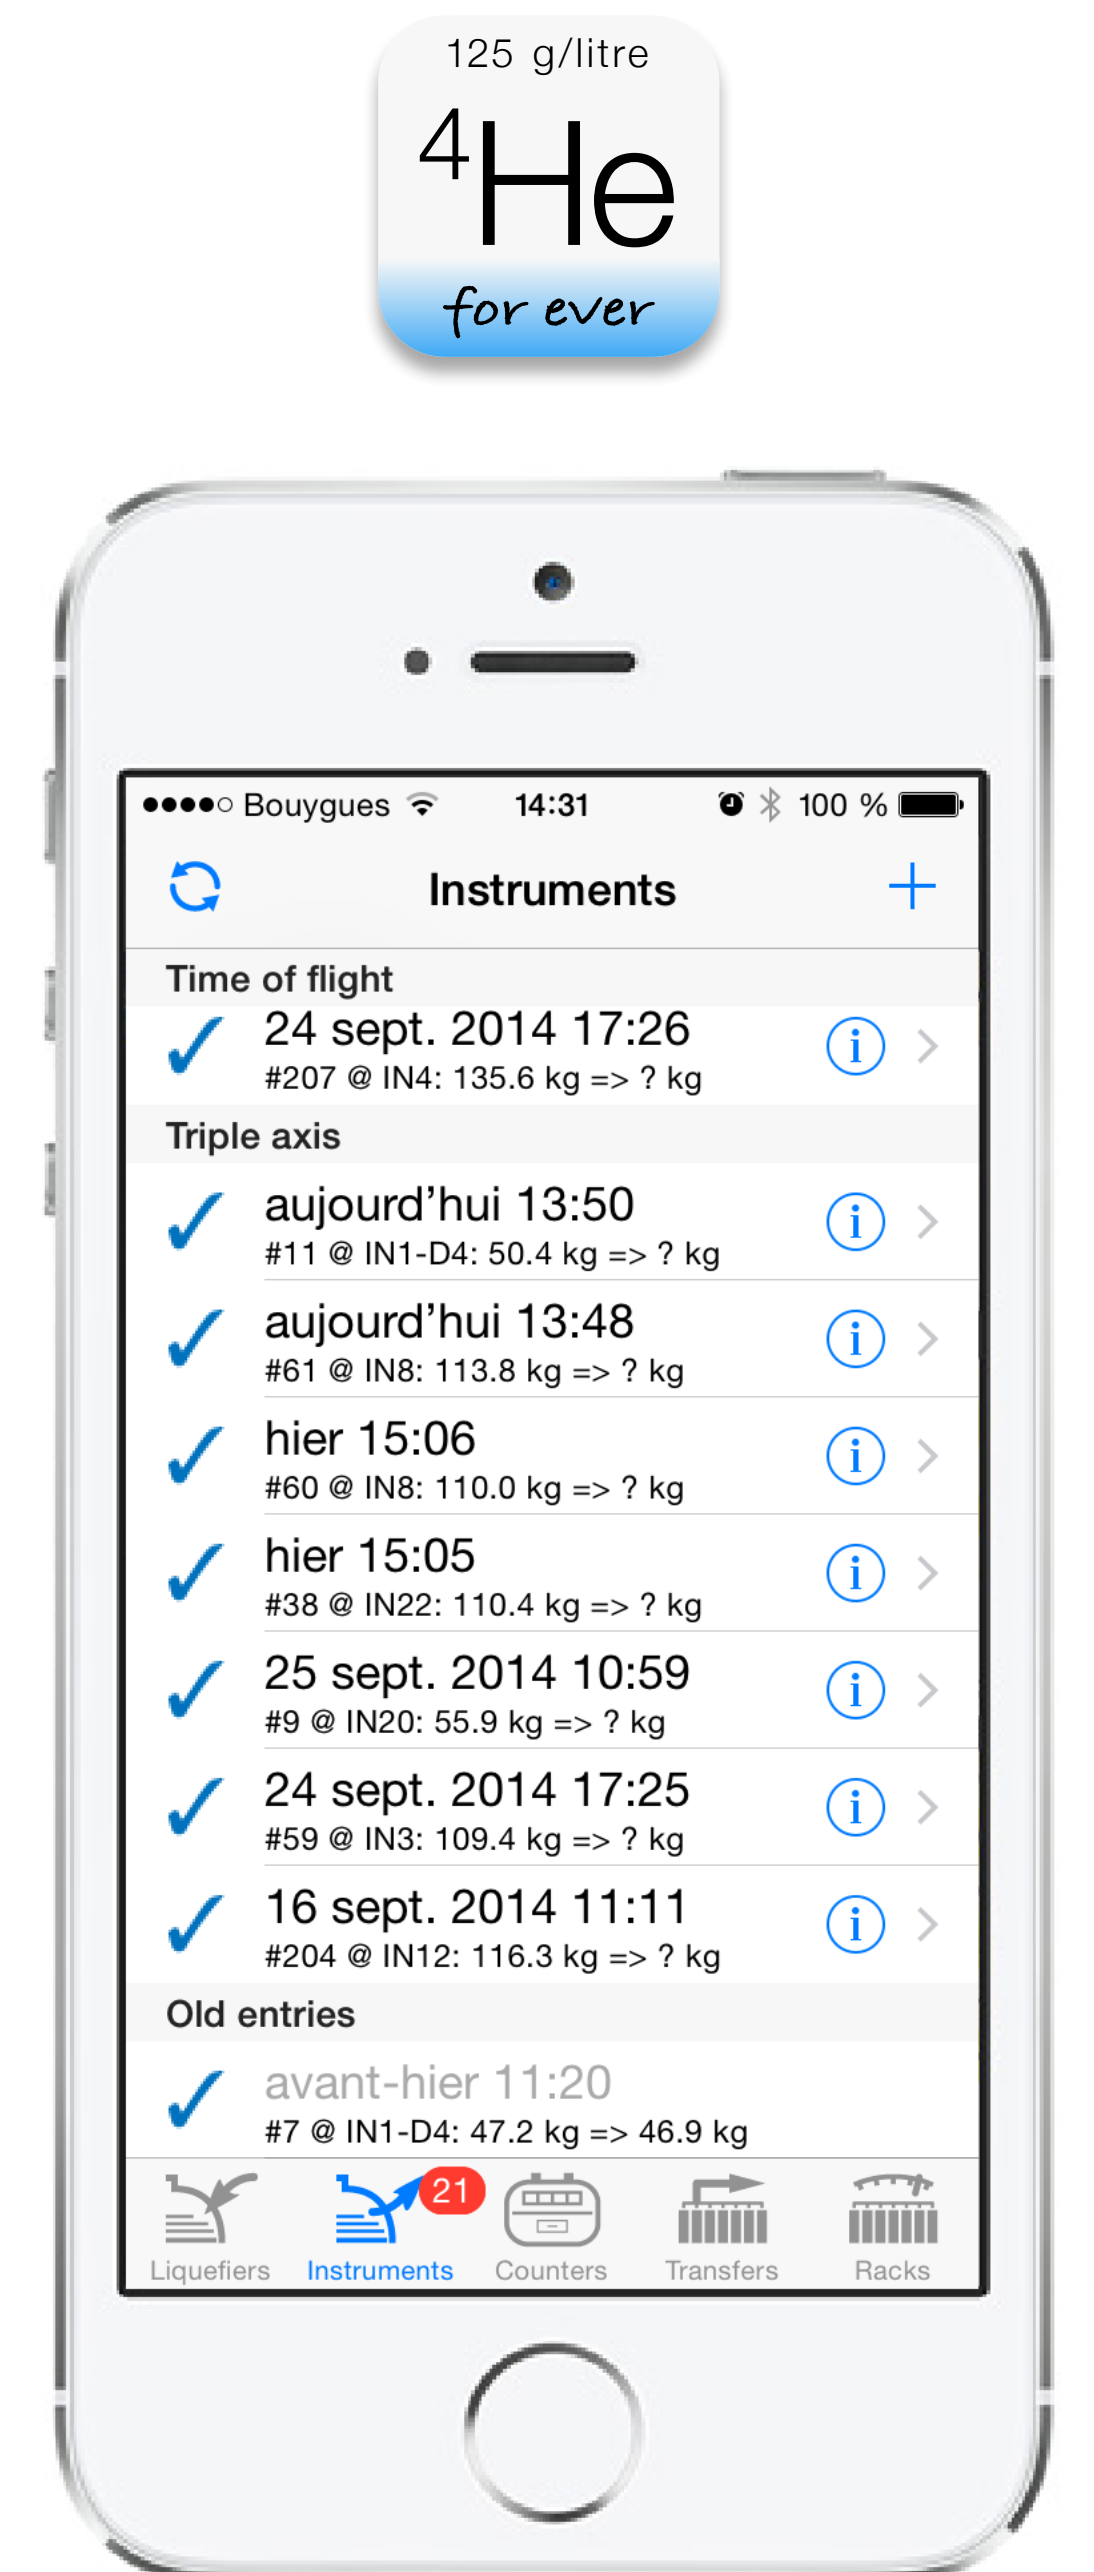 125 g/litre
4He
for ever
Bouygues 14:31 100 %
Instruments
Time of flight
24 sept. 2014 17:26
#207 @ IN4: 135.6 kg => ? kg
Triple axis
aujourd’hui 13:50
#11 @ IN1-D4: 50.4 kg => ? kg
aujourd’hui 13:48
#61 @ IN8: 113.8 kg => ? kg
hier 15:06
#60 @ IN8: 110.0 kg => ? kg
hier 15:05
#38 @ IN22: 110.4 kg => ? kg
25 sept. 2014 10:59
#9 @ IN20: 55.9 kg => ? kg
24 sept. 2014 17:25
#59 @ IN3: 109.4 kg => ? kg
16 sept. 2014 11:11
#204 @ IN12: 116.3 kg => ? kg
Old entries
avant-hier 11:20
#7 @ IN1-D4: 47.2 kg => 46.9 kg
21
Liquefiers Instruments Counters Transfers Racks